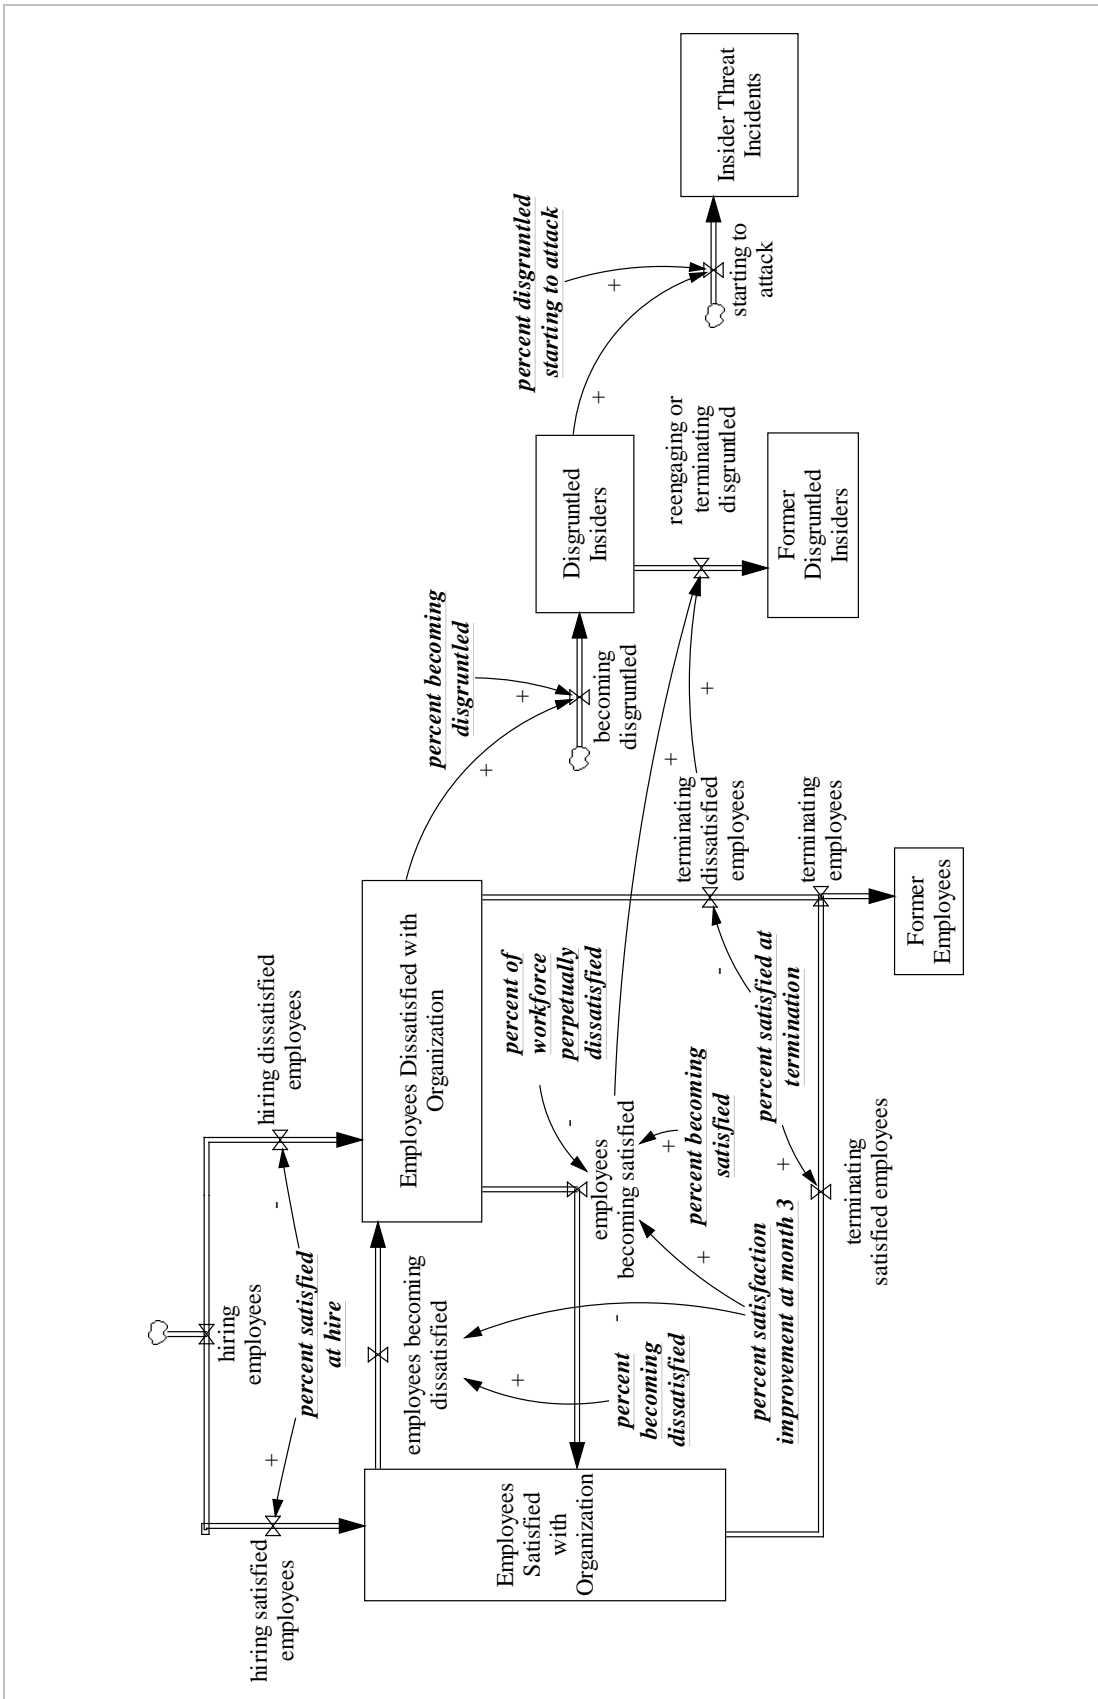 hiring satisfied
employees
hiring
employees
hiring dissatisfied
employees
+
percent satisfied
at hire
-
Employees
Satisfied
with
Organization
employees becoming
dissatisfied
Employees Dissatisfied with
Organization
+
percent
becoming
dissatisfied
-
percent satisfaction
improvement at month 3
+
employees
becoming satisfied
-
percent of
workforce
perpetually
dissatisfied
+
percent becoming
satisfied
terminating
satisfied employees
+
percent satisfied at
termination
-
terminating
dissatisfied
employees
terminating
employees
Former
Employees
+
percent becoming
disgruntled
+
becoming
disgruntled
+
+
Disgruntled
Insiders
reengaging or
terminating
disgruntled
Former
Disgruntled
Insiders
+
percent disgruntled
starting to attack
+
starting to
attack
Insider Threat
Incidents